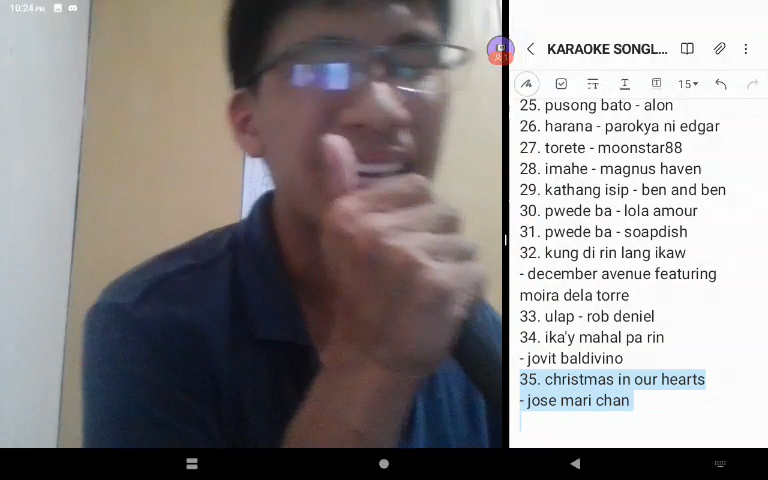 10:24 PM
KARAOKE SONGL...
15
25. pusong bato - alon
26. harana - parokya ni edgar
27. torete - moonstar88
28. imahe - magnus haven
29. kathang isip - ben and ben
30. pwede ba - lola amour
31. pwede ba - soapdish
32. kung di rin lang ikaw
- december avenue featuring
moira dela torre
33. ulap - rob deniel
34. ika'y mahal pa rin
- jovit baldivino
35. christmas in our hearts
- jose mari chan